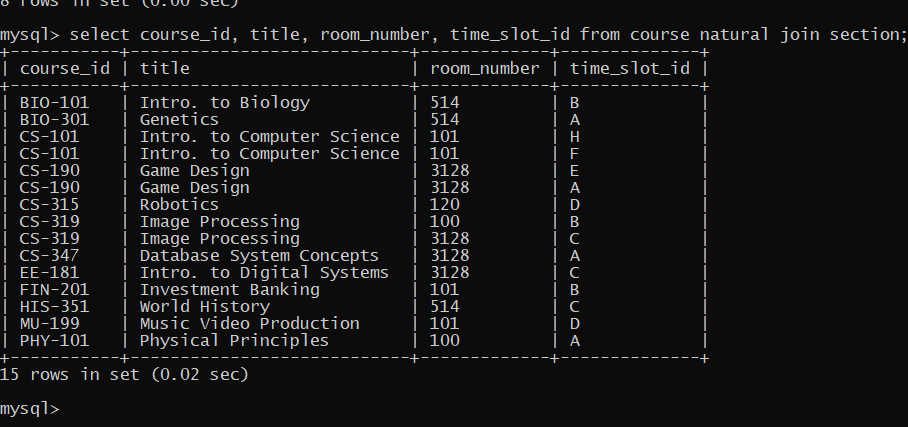 8 rows in set (0.00 sec)
mysql> select course_id, title, room_number, time_slot_id from course natural join section;
+-----------+----------------------------+-------------+--------------+
| course_id | title                      | room_number | time_slot_id |
+-----------+----------------------------+-------------+--------------+
| BIO-101   | Intro. to Biology          | 514         | B            |
| BIO-301   | Genetics                   | 514         | A            |
| CS-101    | Intro. to Computer Science | 101         | H            |
| CS-101    | Intro. to Computer Science | 101         | F            |
| CS-190    | Game Design                | 3128        | E            |
| CS-190    | Game Design                | 3128        | A            |
| CS-315    | Robotics                   | 120         | D            |
| CS-319    | Image Processing           | 100         | B            |
| CS-319    | Image Processing           | 3128        | C            |
| CS-347    | Database System Concepts   | 3128        | A            |
| EE-181    | Intro. to Digital Systems  | 3128        | C            |
| FIN-201   | Investment Banking         | 101         | B            |
| HIS-351   | World History              | 514         | C            |
| MU-199    | Music Video Production     | 101         | D            |
| PHY-101   | Physical Principles        | 100         | A            |
+-----------+----------------------------+-------------+--------------+
15 rows in set (0.02 sec)
mysql>